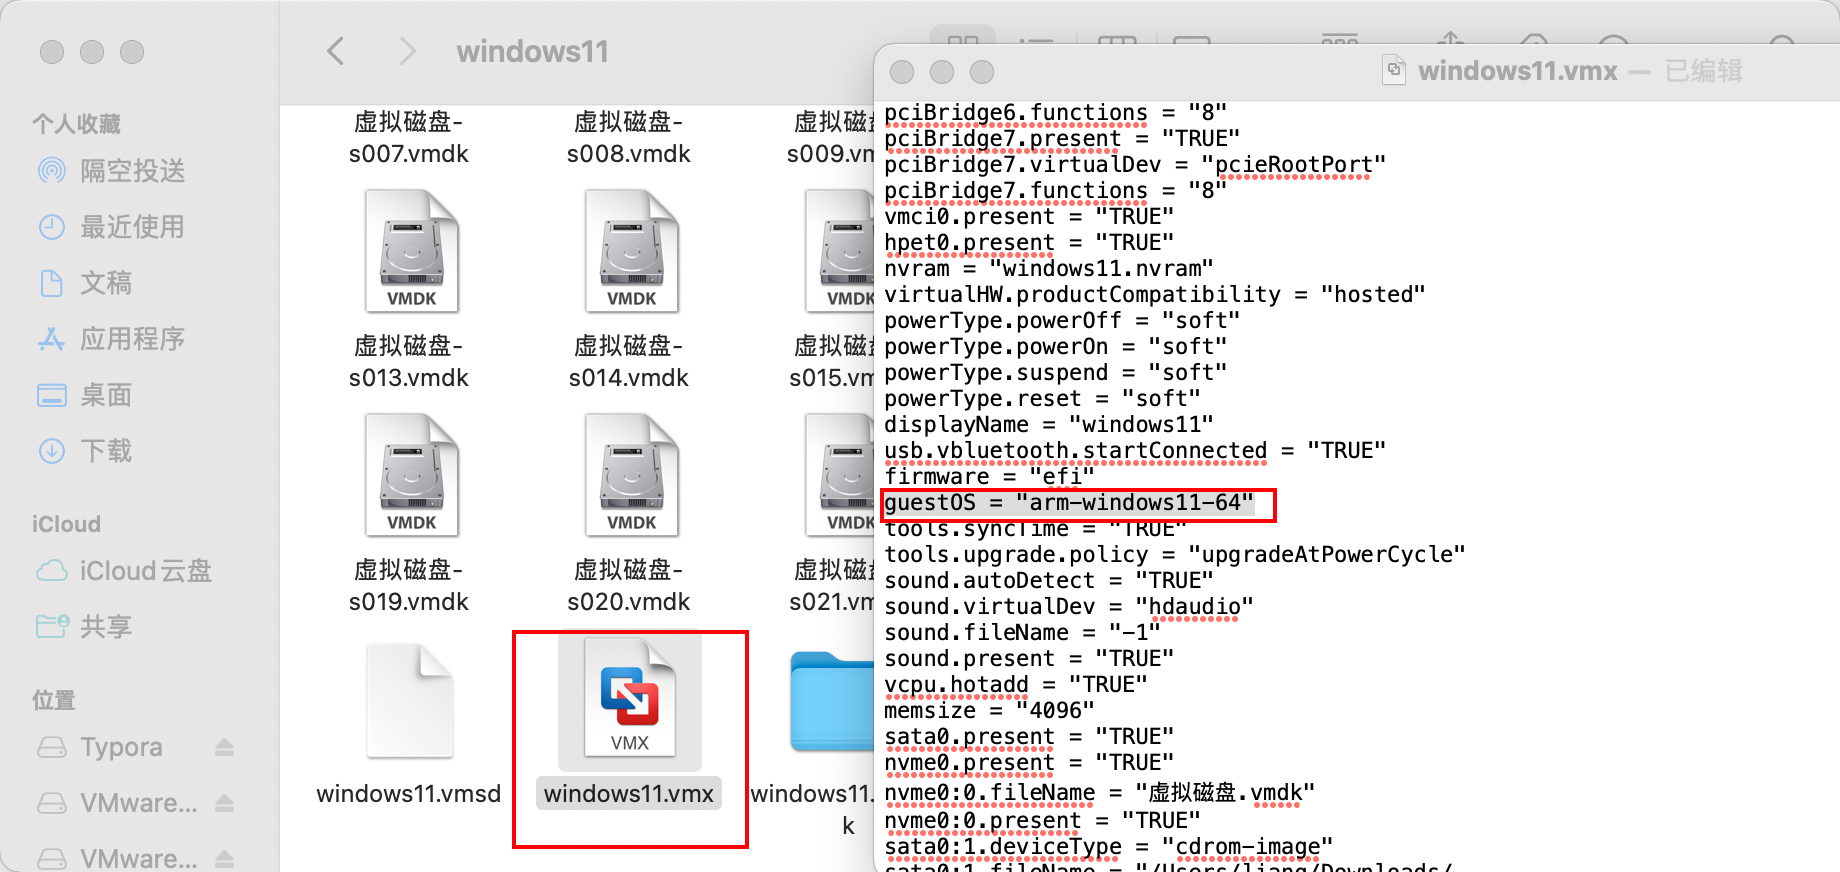 windows11
个人收藏
隔空投送
最近使用
文稿
应用程序
桌面
下载
iCloud
iCloud云盘
共享
位置
Typora
VMware...
VMware...
虚拟磁盘-
s007.vmdk
虚拟磁盘-
s008.vmdk
虚拟磁
s009.vm
VMDK
VMDK
VMDK
虚拟磁盘-
s013.vmdk
虚拟磁盘-
s014.vmdk
虚拟磁
s015.vm
VMDK
VMDK
VMDK
虚拟磁盘-
s019.vmdk
虚拟磁盘-
s020.vmdk
虚拟磁
s021.vm
VMX
windows11.vmsd
windows11.vmx
windows11.
k
windows11.vmx — 已编辑
pciBridge6.functions = "8"
pciBridge7.present = "TRUE"
pciBridge7.virtualDev = "pcieRootPort"
pciBridge7.functions = "8"
vmci0.present = "TRUE"
hpet0.present = "TRUE"
nvram = "windows11.nvram"
virtualHW.productCompatibility = "hosted"
powerType.powerOff = "soft"
powerType.powerOn = "soft"
powerType.suspend = "soft"
powerType.reset = "soft"
displayName = "windows11"
usb.vbluetooth.startConnected = "TRUE"
firmware = "efi"
guestOS = "arm-windows11-64"
tools.syncTime = "TRUE"
tools.upgrade.policy = "upgradeAtPowerCycle"
sound.autoDetect = "TRUE"
sound.virtualDev = "hdaudio"
sound.fileName = "-1"
sound.present = "TRUE"
vcpu.hotadd = "TRUE"
memsize = "4096"
sata0.present = "TRUE"
nvme0.present = "TRUE"
nvme0:0.fileName = "虚拟磁盘.vmdk"
nvme0:0.present = "TRUE"
sata0:1.deviceType = "cdrom-image"
sata0:1.fileName = "/Users/liang/Downloads/